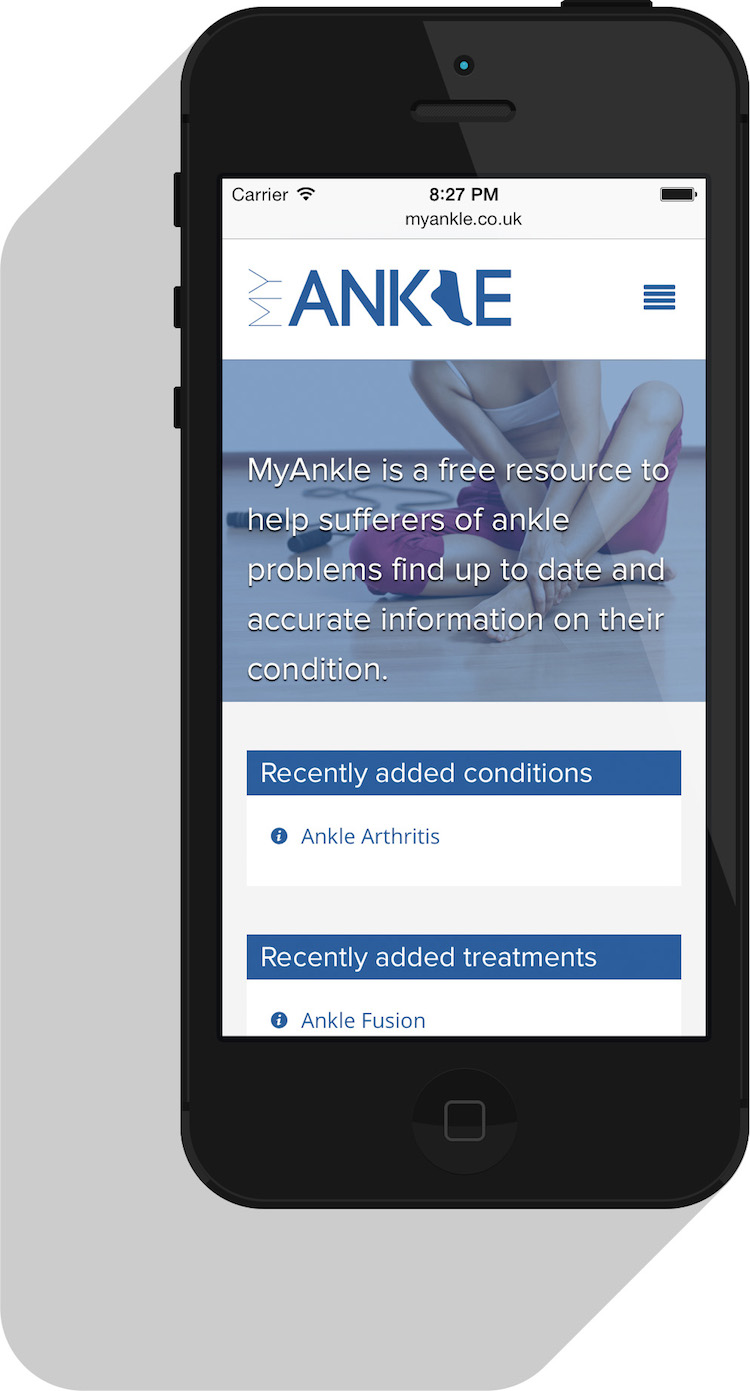 Carrier 8:27 PM
myankle.co.uk
MY ANKLE
MyAnkle is a free resource to
help sufferers of ankle
problems find up to date and
accurate information on their
condition.
Recently added conditions
Ankle Arthritis
Recently added treatments
Ankle Fusion